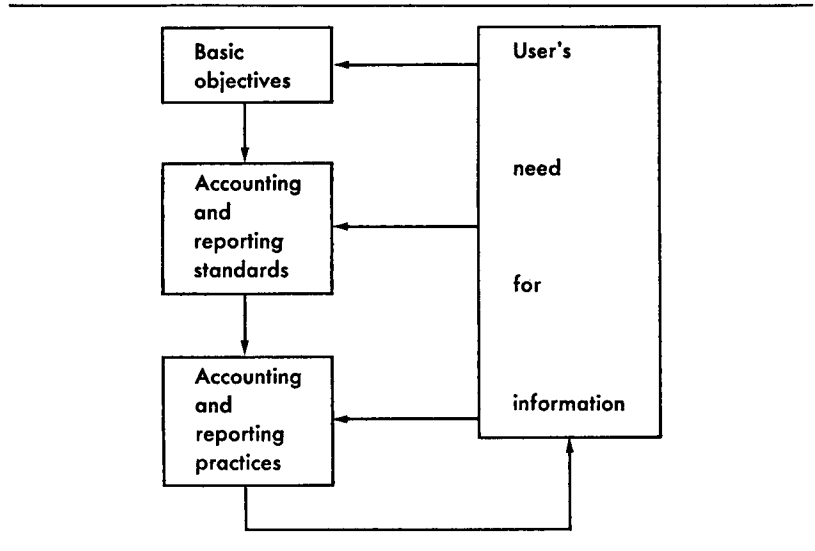 Basic
objectives
Accounting
and
reporting
standards
Accounting
and
reporting
practices
User's
need
for
information